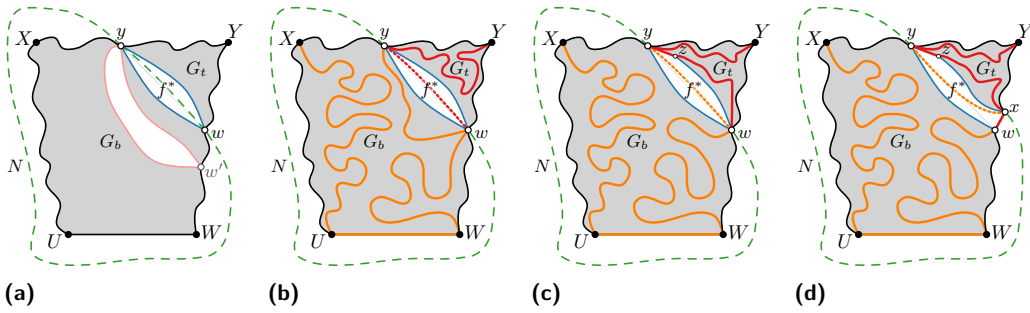 X y Y G_t f* w G_b w′ N U W
(a)
X y Y G_t f* w G_b U W
(b)
X y Y z G_t f* w G_b U W
(c)
X y Y z G_t f* x w G_b N U W
(d)